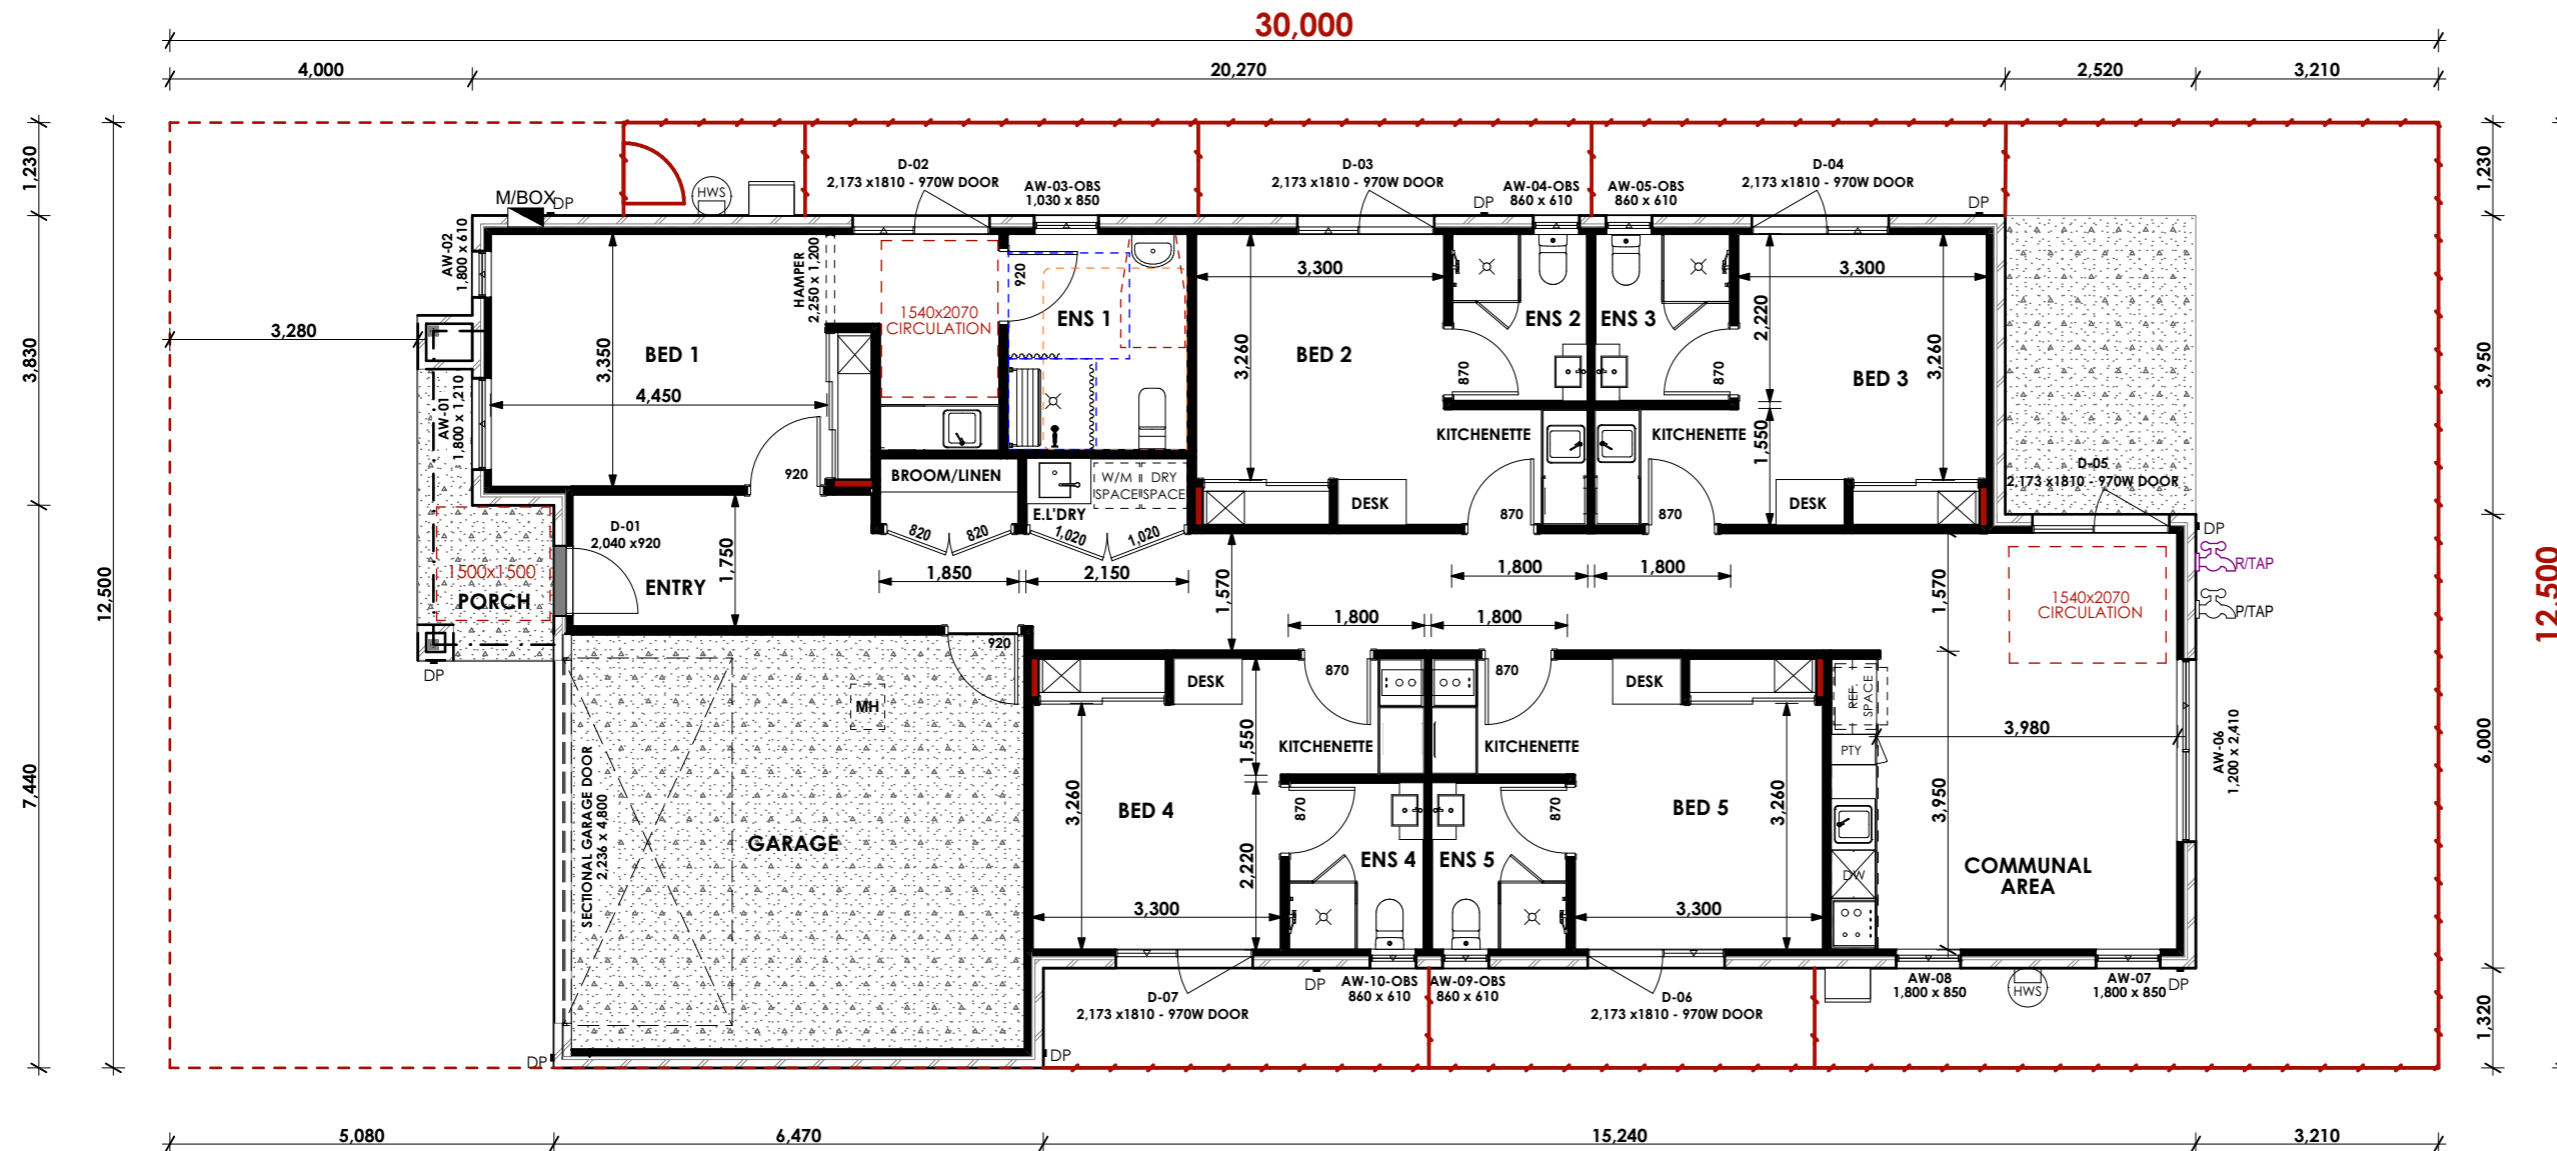 30,000
4,000
20,270
2,520
3,210
1,230
3,830
7,440
12,500
1,230
3,950
6,000
1,320
12,500
M/BOX
DP
HWS
D-02
2,173 x1810 - 970W DOOR
AW-03-OBS
1,030 x 850
D-03
2,173 x1810 - 970W DOOR
DP
AW-04-OBS
860 x 610
AW-05-OBS
860 x 610
D-04
2,173 x1810 - 970W DOOR
DP
AW-02
1,800 x 610
HAMPER
2,250 x 1,200
920
3,280
3,350
BED 1
4,450
1540x2070
CIRCULATION
ENS 1
3,300
3,260
BED 2
870
ENS 2
ENS 3
870
2,220
3,300
3,260
BED 3
AW-01
1,800 x 1,210
KITCHENETTE
KITCHENETTE
1,550
920
BROOM/LINEN
W/M
SPACE
DRY
SPACE
E.L'DRY
DESK
870
870
DESK
D-05
2,173 x1810 - 970W DOOR
DP
R/TAP
P/TAP
D-01
2,040 x920
820
820
1,020
1,020
1,750
1500x1500
PORCH
DP
ENTRY
1,850
2,150
1,570
1,800
1,800
1,570
1540x2070
CIRCULATION
1,800
1,800
920
DESK
870
870
DESK
REF.
SPACE
MH
1,550
KITCHENETTE
KITCHENETTE
PTY
3,980
AW-06
1,200 x 2,410
SECTIONAL GARAGE DOOR
2,236 x 4,800
GARAGE
3,260
BED 4
870
2,220
ENS 4
ENS 5
870
BED 5
3,260
3,950
DW
COMMUNAL
AREA
3,300
3,300
D-07
2,173 x1810 - 970W DOOR
DP
AW-10-OBS
860 x 610
AW-09-OBS
860 x 610
D-06
2,173 x1810 - 970W DOOR
AW-08
1,800 x 850
HWS
AW-07
1,800 x 850
DP
DP
DP
5,080
6,470
15,240
3,210